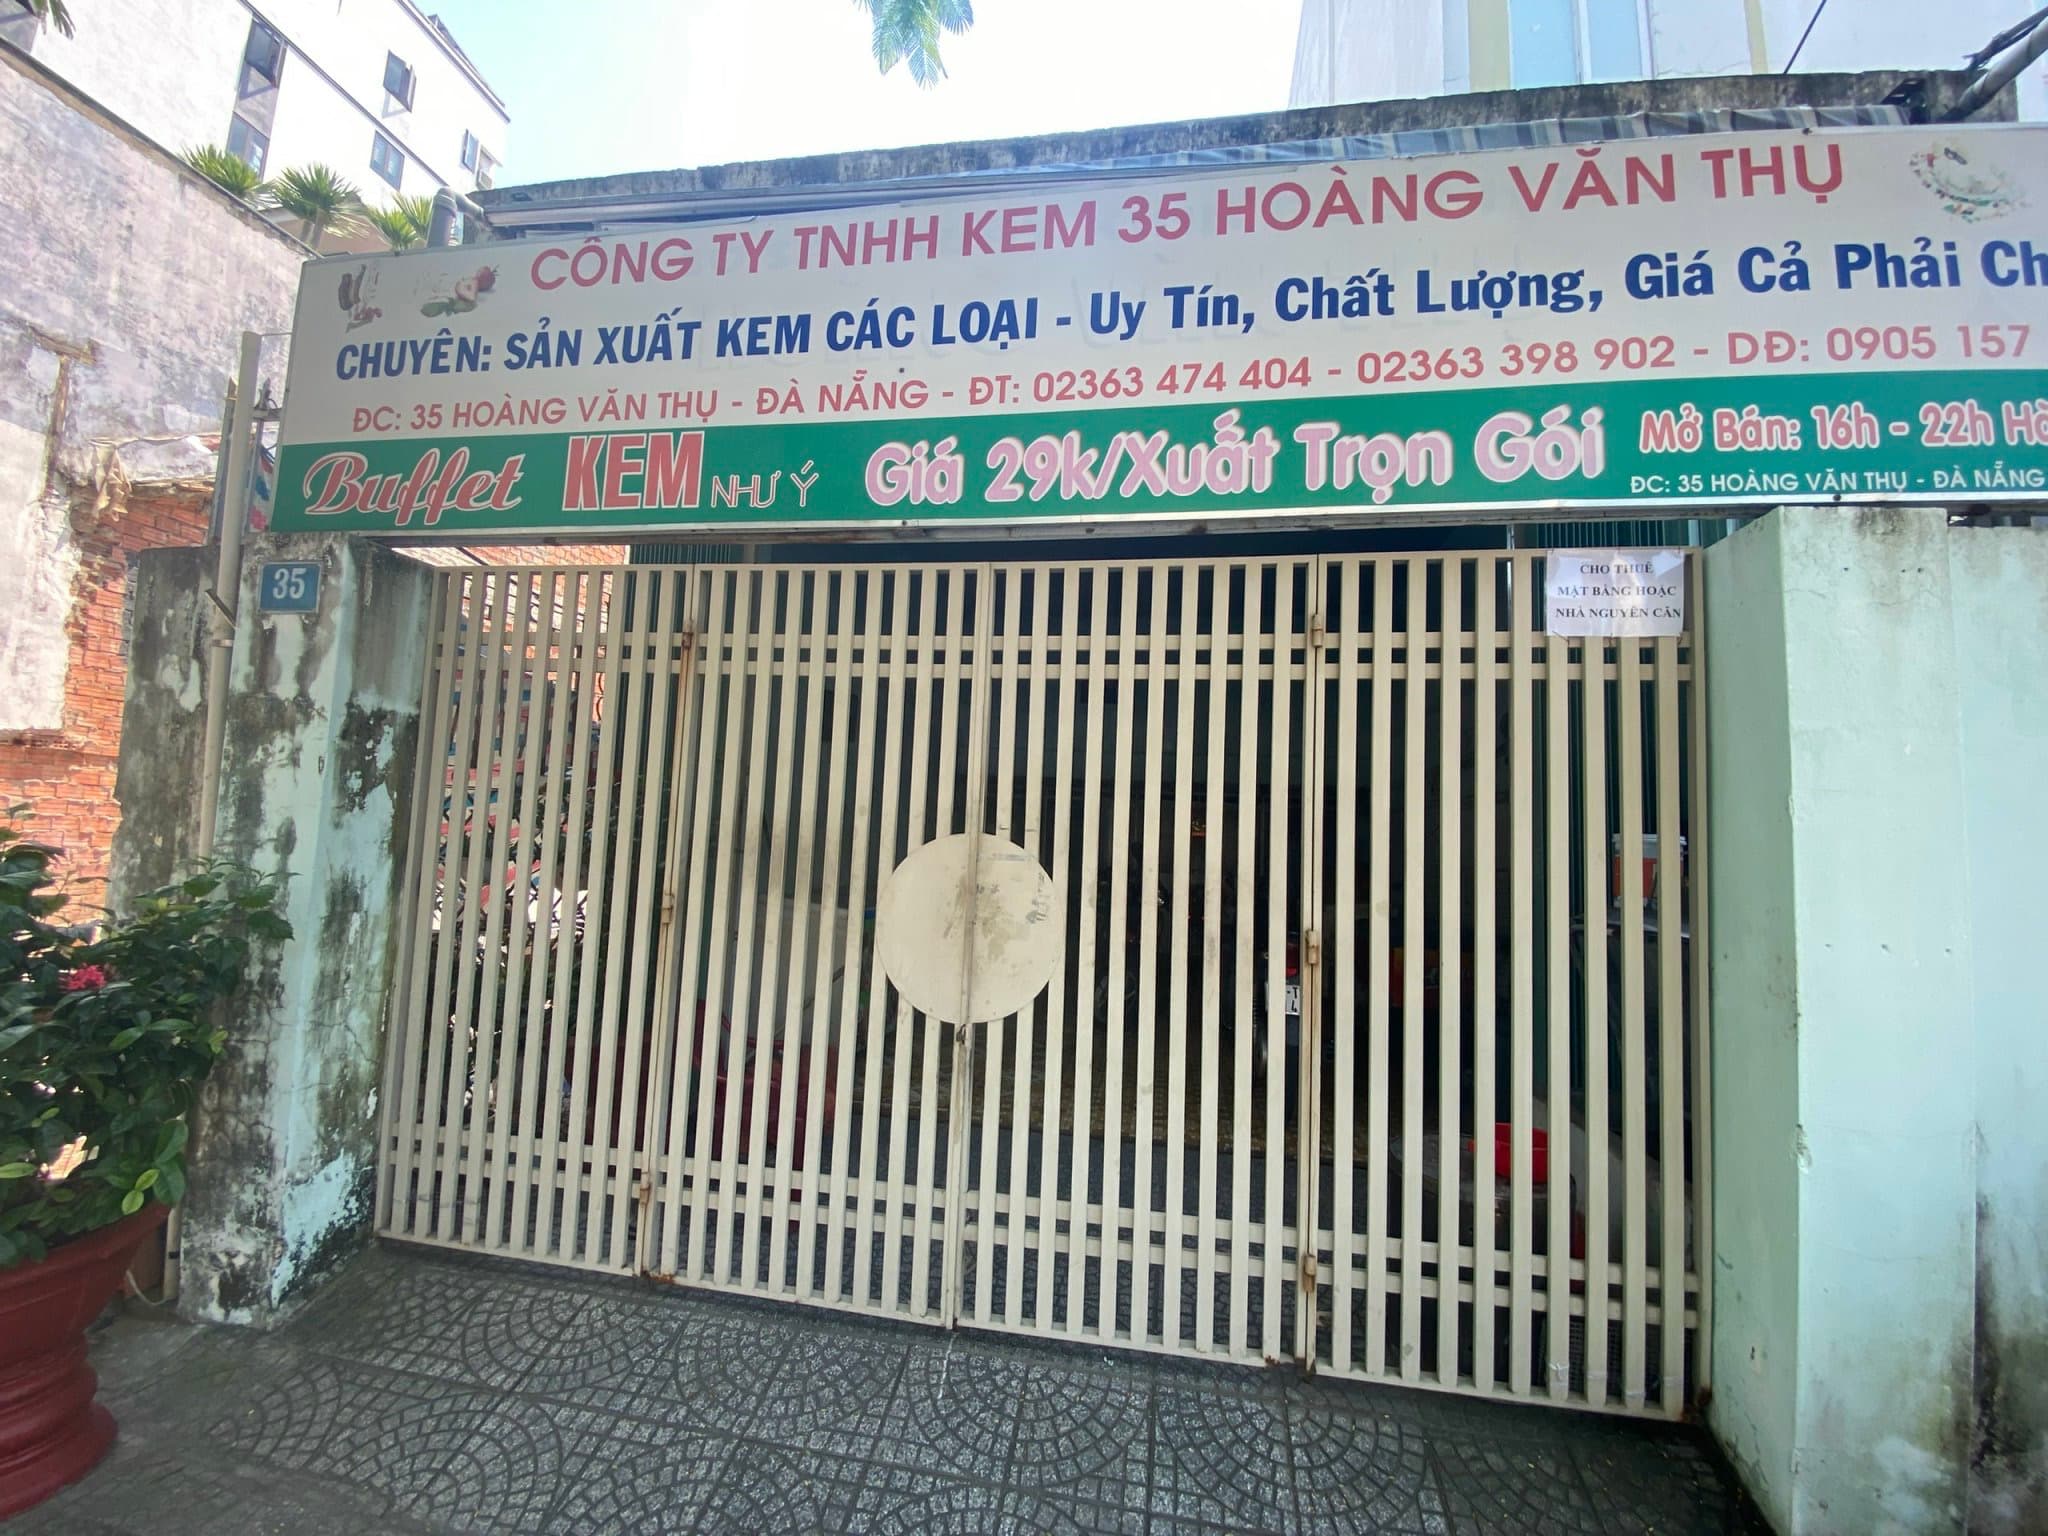 CÔNG TY TNHH KEM 35 HOÀNG VĂN THỤ
CHUYÊN: SẢN XUẤT KEM CÁC LOẠI - Uy Tín, Chất Lượng, Giá Cả Phải Ch
ĐC: 35 HOÀNG VĂN THỤ - ĐÀ NẴNG - ĐT: 02363 474 404 - 02363 398 902 - DĐ: 0905 157
Buffet KEM NHƯ Ý Giá 29k/Xuất Trọn Gói Mở Bán: 16h - 22h
ĐC: 35 HOÀNG VĂN THỤ - ĐÀ NẴNG
35
CHO THUÊ
MẶT BẰNG HOẶC
NHÀ NGUYÊN CĂN